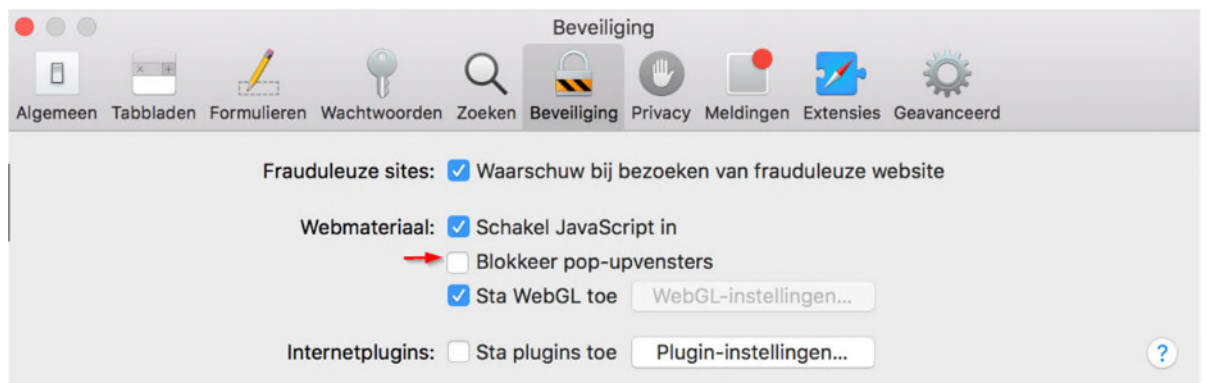 Beveiliging
Algemeen Tabbladen Formulieren Wachtwoorden Zoeken Beveiliging Privacy Meldingen Extensies Geavanceerd
Frauduleuze sites: Waarschuw bij bezoeken van frauduleuze website
Webmateriaal: Schakel JavaScript in
Blokkeer pop-upvensters
Sta WebGL toe WebGL-instellingen...
Internetplugins: Sta plugins toe Plugin-instellingen... ?